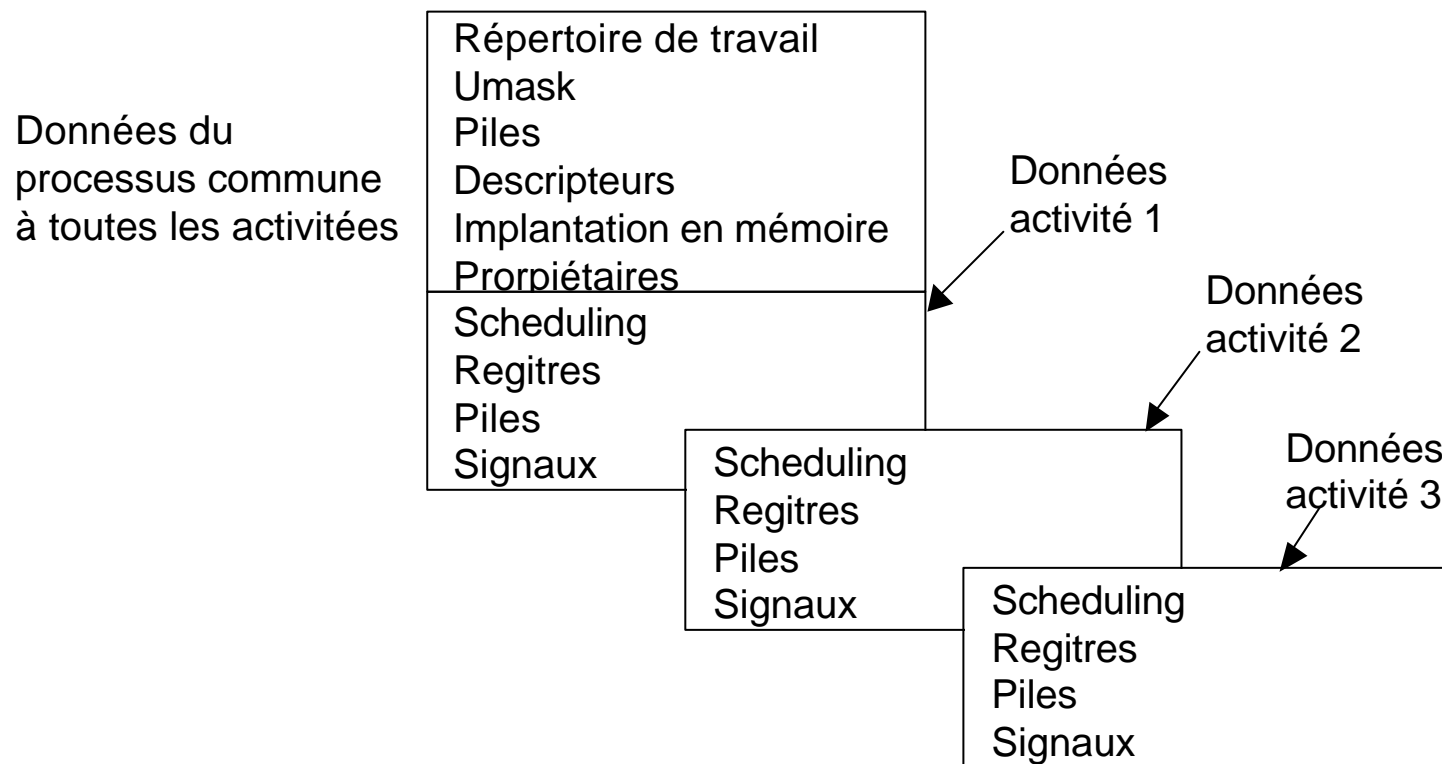 Données du
processus commune
à toutes les activitées
Répertoire de travail
Umask
Piles
Descripteurs
Implantation en mémoire
Prorpiétaires
Données
activité 1
Scheduling
Regitres
Piles
Signaux
Données
activité 2
Scheduling
Regitres
Piles
Signaux
Données
activité 3
Scheduling
Regitres
Piles
Signaux